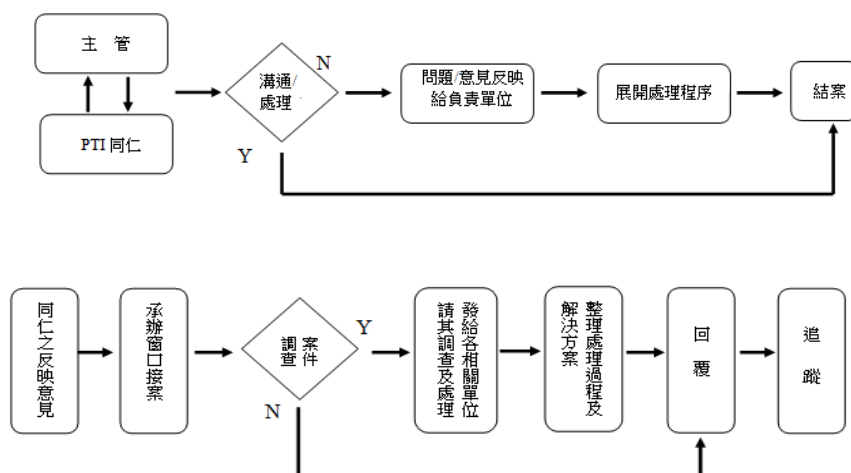 主 管
PTI 同仁
溝通/
處理
N
Y
問題/意見反映
給負責單位
展開處理程序
結案
同仁之反映意見
承辦窗口接案
案件
調查
Y
N
發給各相關單位
請其調查及處理
整理處理過程及
解決方案
回
覆
追
蹤